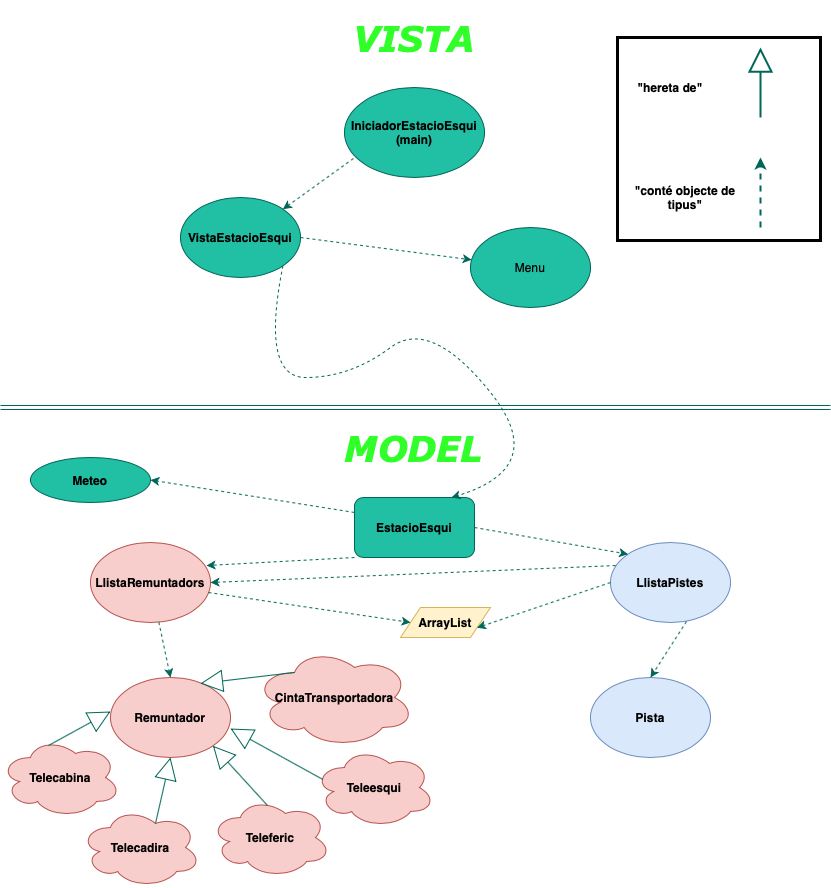 VISTA
"hereta de"
IniciadorEstacioEsqui
(main)
"conté objecte de
tipus"
VistaEstacioEsqui
Menu
MODEL
Meteo
EstacioEsqui
LlistaRemuntadors
LlistaPistes
ArrayList
CintaTransportadora
Remuntador
Pista
Telecabina
Teleesqui
Teleferic
Telecadira